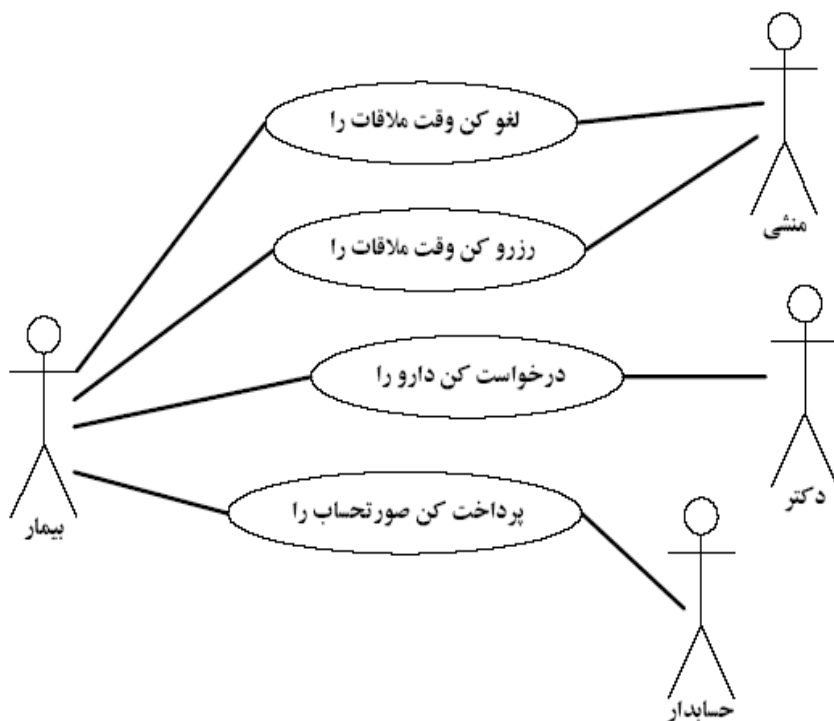 لغو کن وقت ملاقات را
منشی
رزرو کن وقت ملاقات را
درخواست کن دارو را
دکتر
بیمار
پرداخت کن صورتحساب را
حسابدار